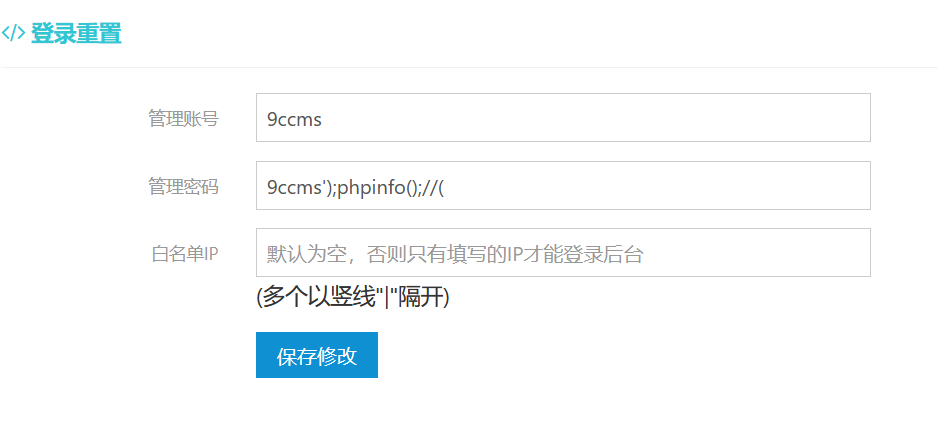 </> 登录重置
管理账号 9ccms
管理密码 9ccms');phpinfo();//(
白名单IP 默认为空，否则只有填写的IP才能登录后台
(多个以竖线"|"隔开)
保存修改